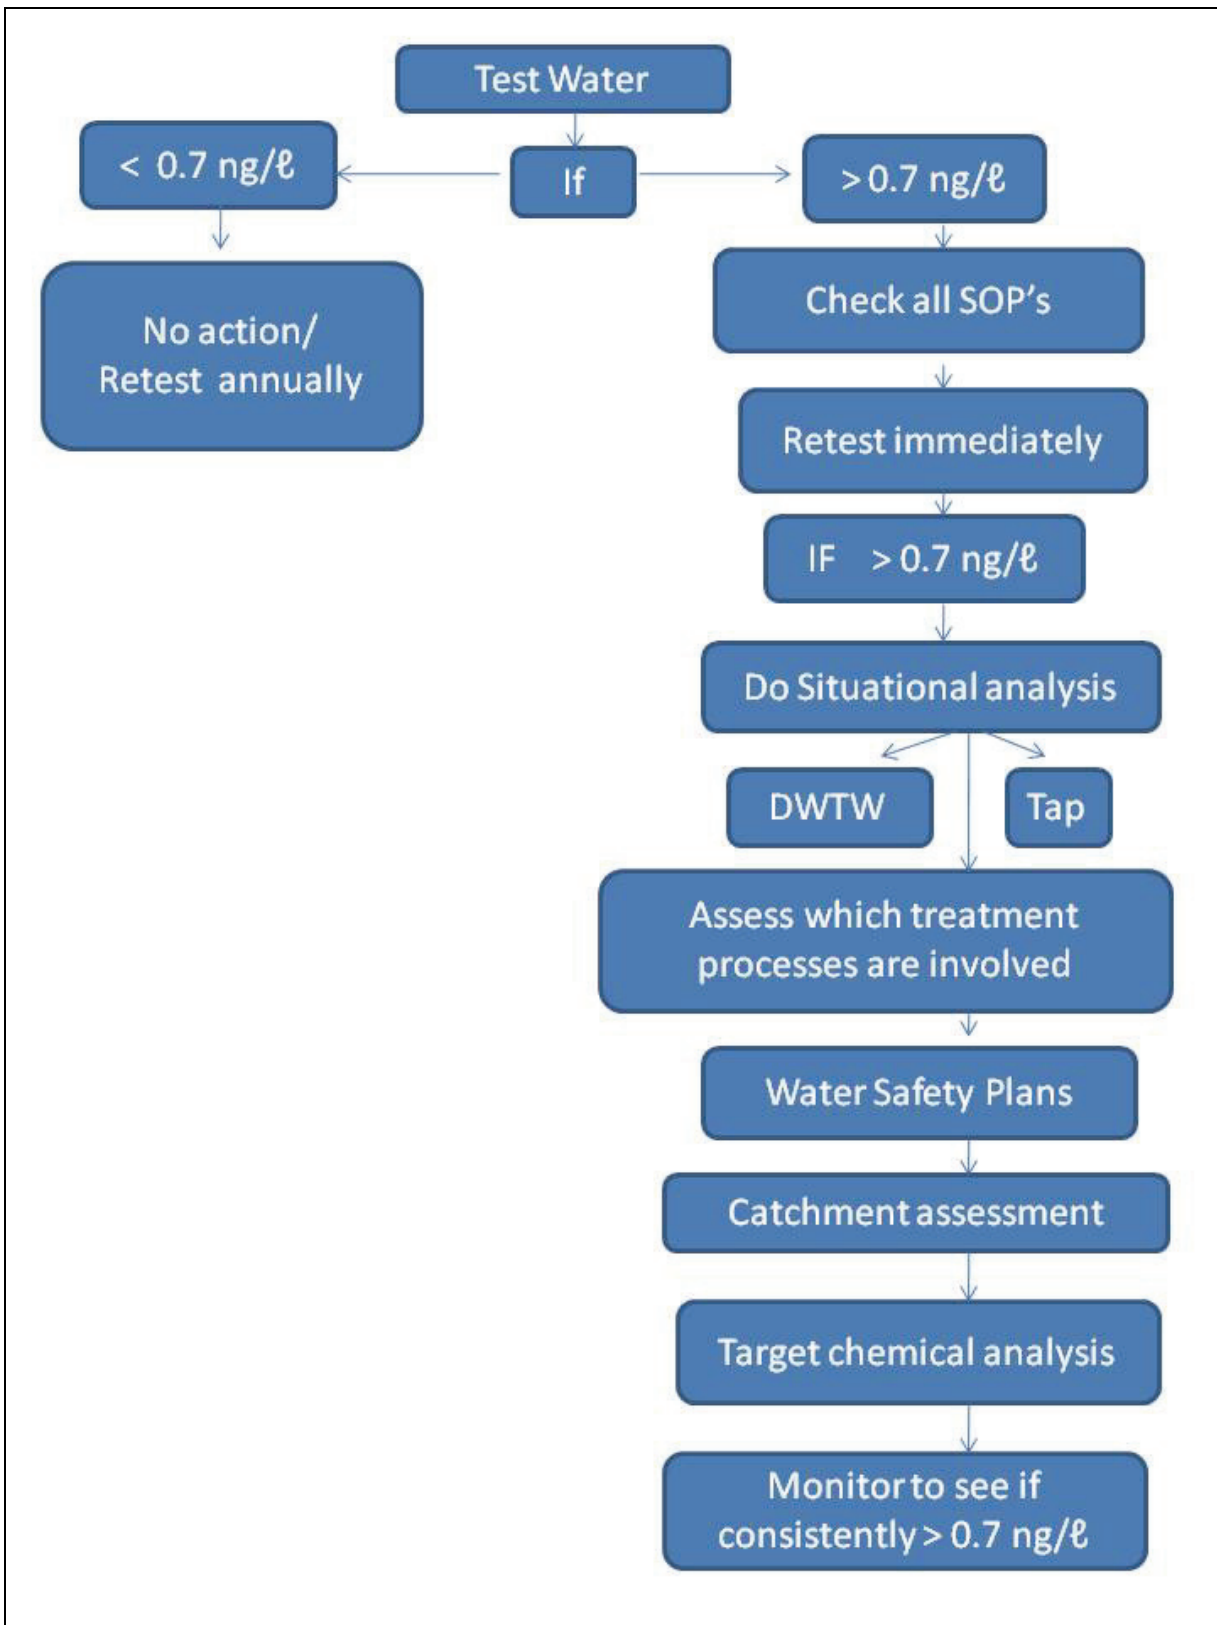 Test Water
< 0.7 ng/ℓ
If
> 0.7 ng/ℓ
Check all SOP's
No action/
Retest annually
Retest immediately
IF > 0.7 ng/ℓ
Do Situational analysis
DWTW
Tap
Assess which treatment
processes are involved
Water Safety Plans
Catchment assessment
Target chemical analysis
Monitor to see if
consistently > 0.7 ng/ℓ